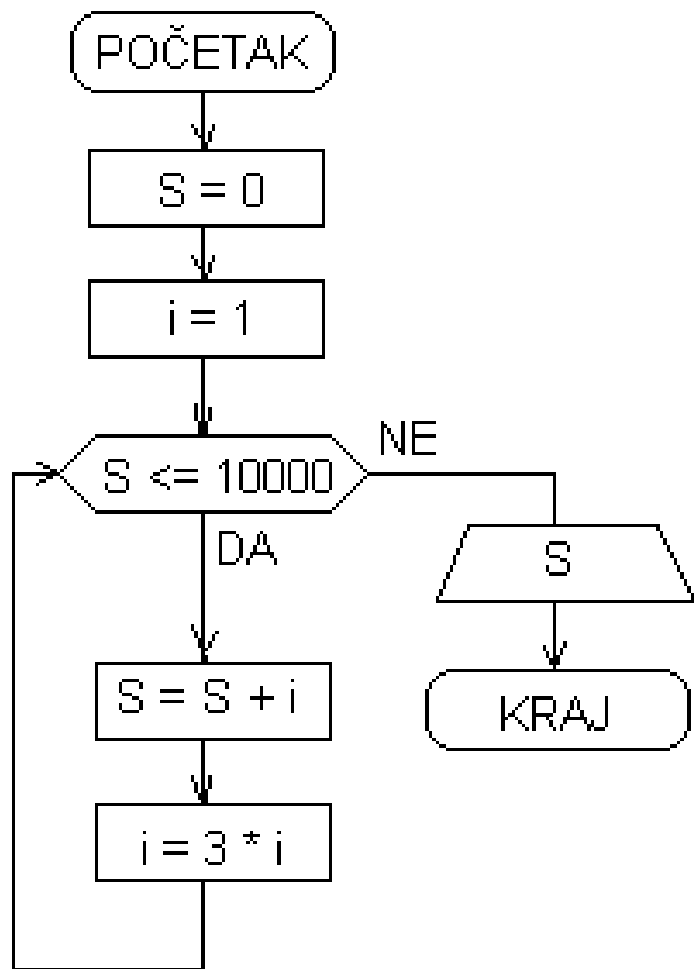 POČETAK
S = 0
i = 1
S <= 10000
NE
DA
S = S + i
i = 3 * i
S
KRAJ